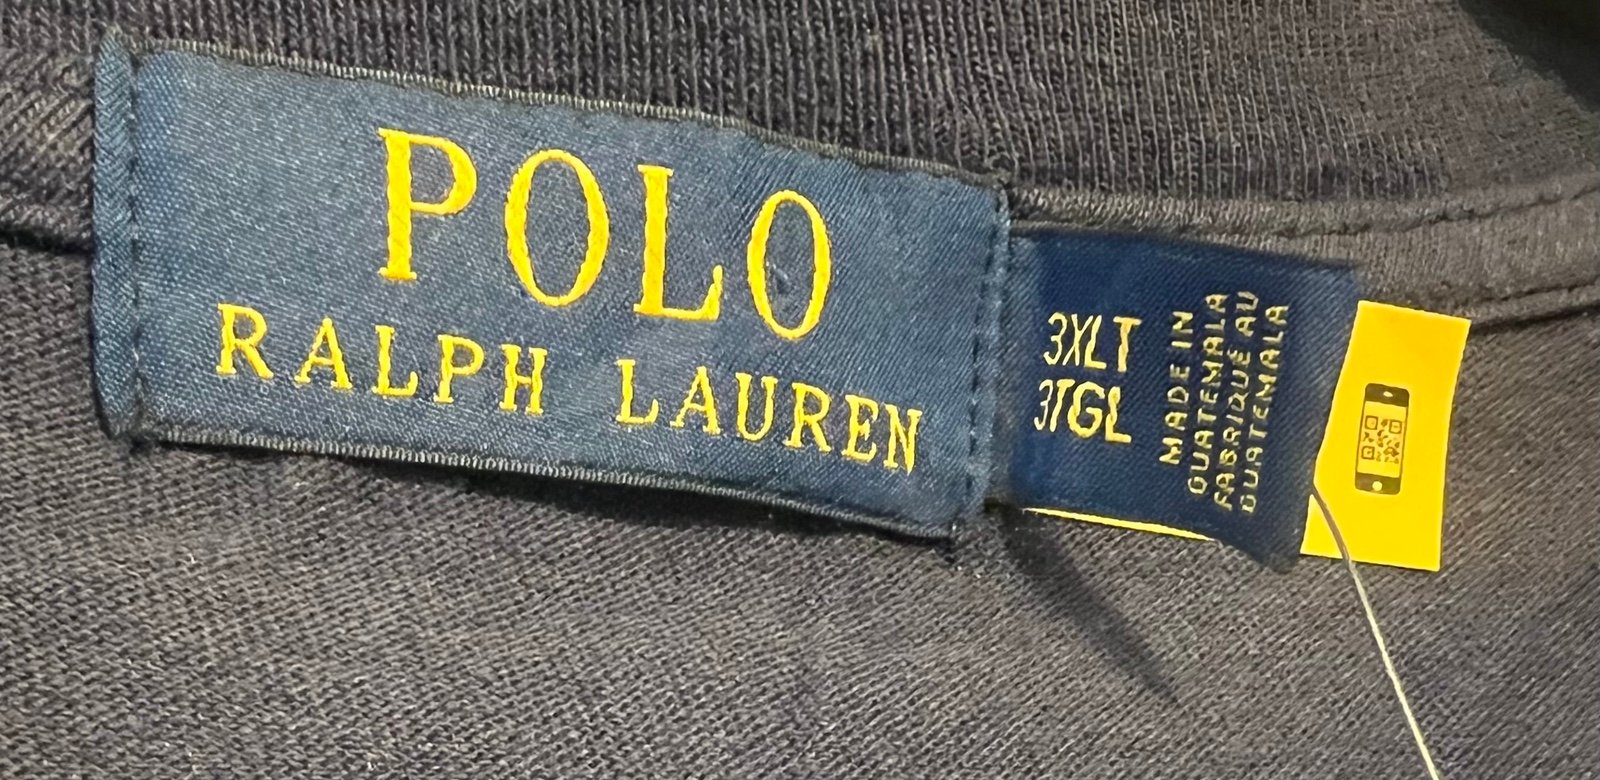 POLO
RALPH LAUREN
3XLT
3TGL
MADE IN
GUATEMALA
FABRIQUÉ AU
GUATEMALA